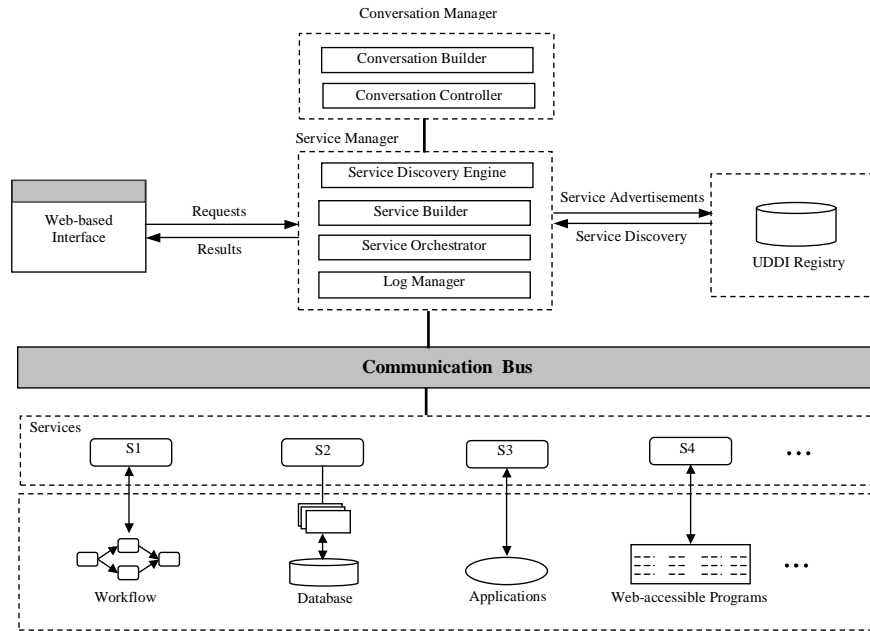 Conversation Manager
Conversation Builder
Conversation Controller
Service Manager
Service Discovery Engine
Service Builder
Service Orchestrator
Log Manager
Web-based
Interface
Requests
Results
Service Advertisements
Service Discovery
UDDI Registry
Communication Bus
Services
S1
S2
S3
S4
...
Workflow
Database
Applications
Web-accessible Programs
...